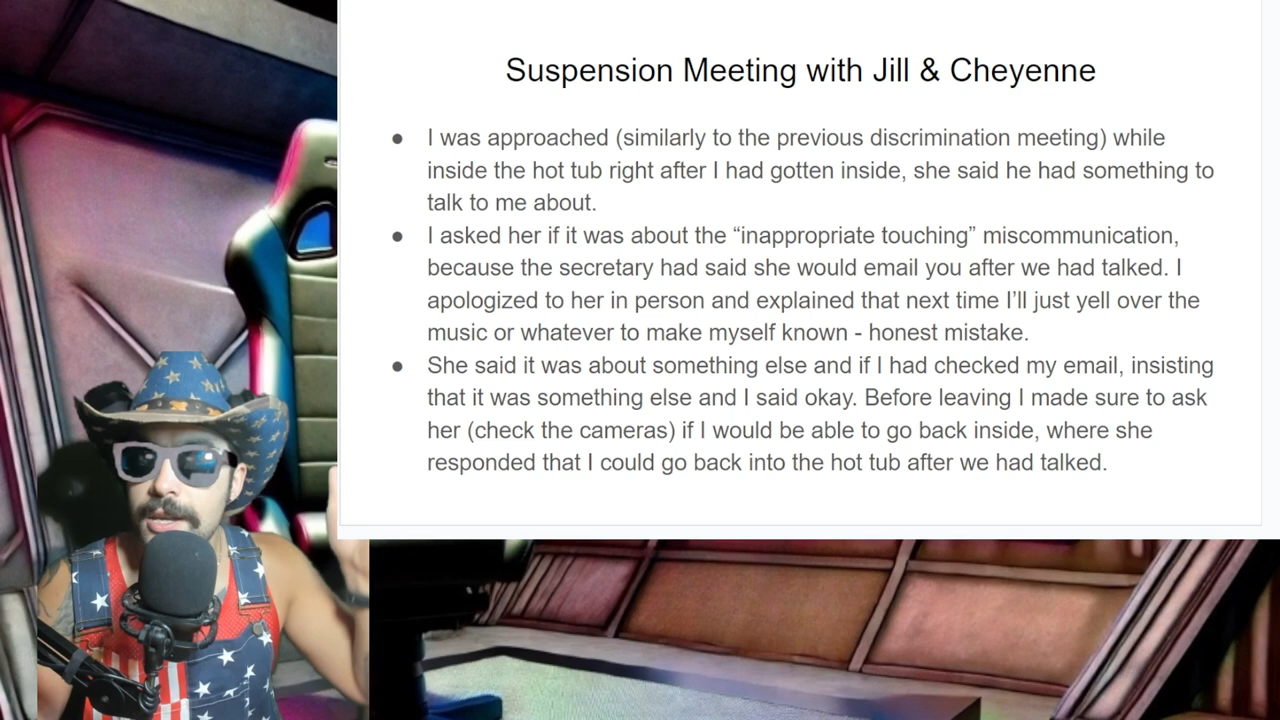 Suspension Meeting with Jill & Cheyenne
● I was approached (similarly to the previous discrimination meeting) while
inside the hot tub right after I had gotten inside, she said he had something to
talk to me about.
● I asked her if it was about the “inappropriate touching” miscommunication,
because the secretary had said she would email you after we had talked. I
apologized to her in person and explained that next time I’ll just yell over the
music or whatever to make myself known - honest mistake.
● She said it was about something else and if I had checked my email, insisting
that it was something else and I said okay. Before leaving I made sure to ask
her (check the cameras) if I would be able to go back inside, where she
responded that I could go back into the hot tub after we had talked.